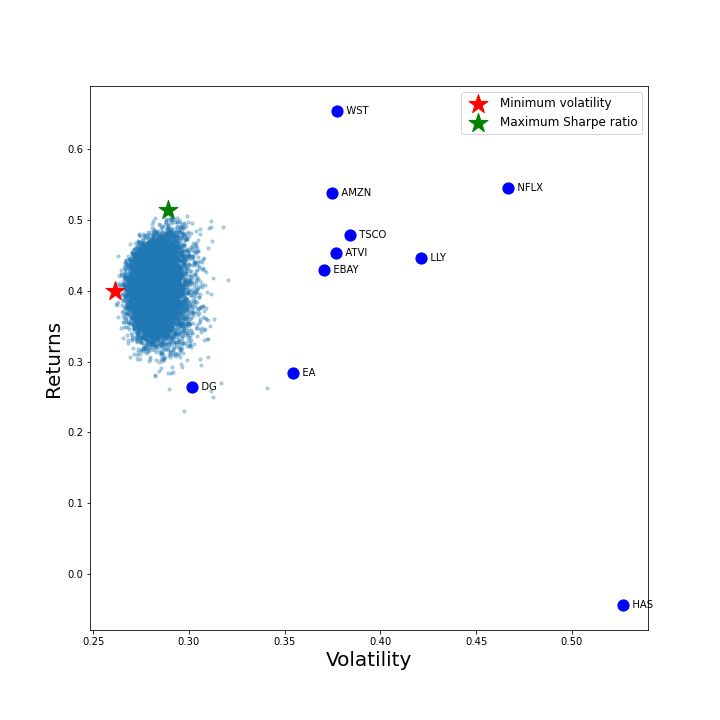 Minimum volatility
Maximum Sharpe ratio
WST
NFLX
AMZN
TSCO
ATVI
LLY
EBAY
EA
DG
HAS
0.6
0.5
0.4
0.3
0.2
0.1
0.0
Returns
0.25
0.30
0.35
0.40
0.45
0.50
Volatility